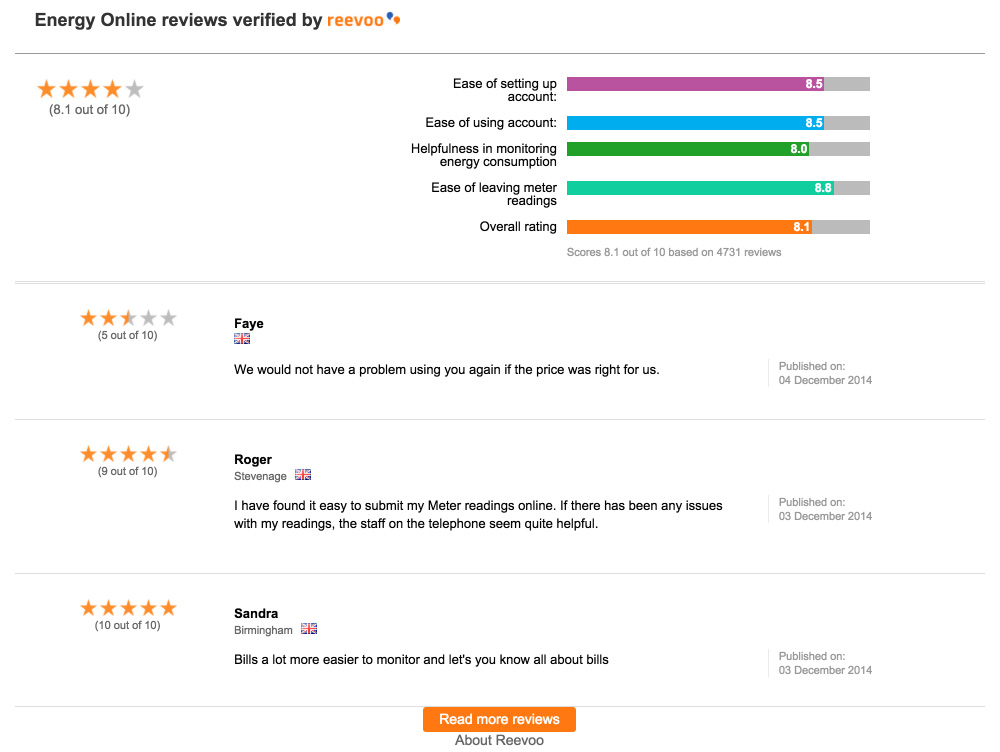 Energy Online reviews verified by reevoo
(8.1 out of 10)
Ease of setting up
account:
8.5
Ease of using account:
8.5
Helpfulness in monitoring
energy consumption
8.0
Ease of leaving meter
readings
8.8
Overall rating
8.1
Scores 8.1 out of 10 based on 4731 reviews
(5 out of 10)
Faye
We would not have a problem using you again if the price was right for us.
Published on:
04 December 2014
(9 out of 10)
Roger
Stevenage
I have found it easy to submit my Meter readings online. If there has been any issues
with my readings, the staff on the telephone seem quite helpful.
Published on:
03 December 2014
(10 out of 10)
Sandra
Birmingham
Bills a lot more easier to monitor and let's you know all about bills
Published on:
03 December 2014
Read more reviews
About Reevoo